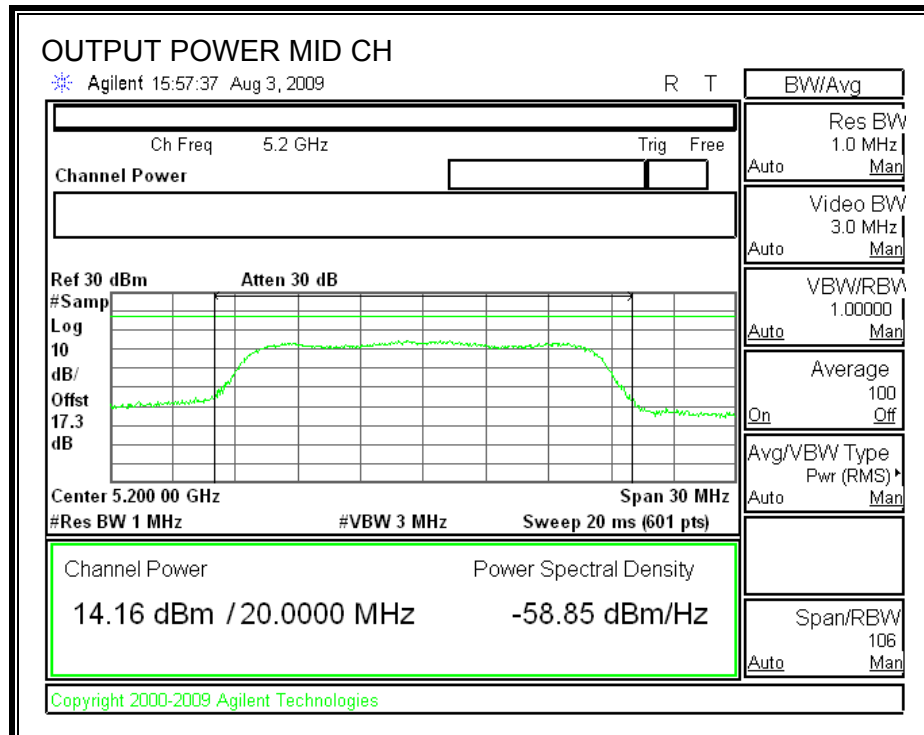 OUTPUT POWER MID CH
Agilent 15:57:37 Aug 3, 2009 R T
BW/Avg
Ch Freq 5.2 GHz Trig Free
Channel Power
Ref 30 dBm Atten 30 dB
#Samp
Log
10
dB/
Offst
17.3
dB
Center 5.200 00 GHz Span 30 MHz
#Res BW 1 MHz #VBW 3 MHz Sweep 20 ms (601 pts)
Channel Power Power Spectral Density
14.16 dBm / 20.0000 MHz -58.85 dBm/Hz
Copyright 2000-2009 Agilent Technologies
Res BW
1.0 MHz
Auto Man
Video BW
3.0 MHz
Auto Man
VBW/RBW
1.00000
Auto Man
Average
100
On Off
Avg/VBW Type
Pwr (RMS)
Auto Man
Span/RBW
106
Auto Man